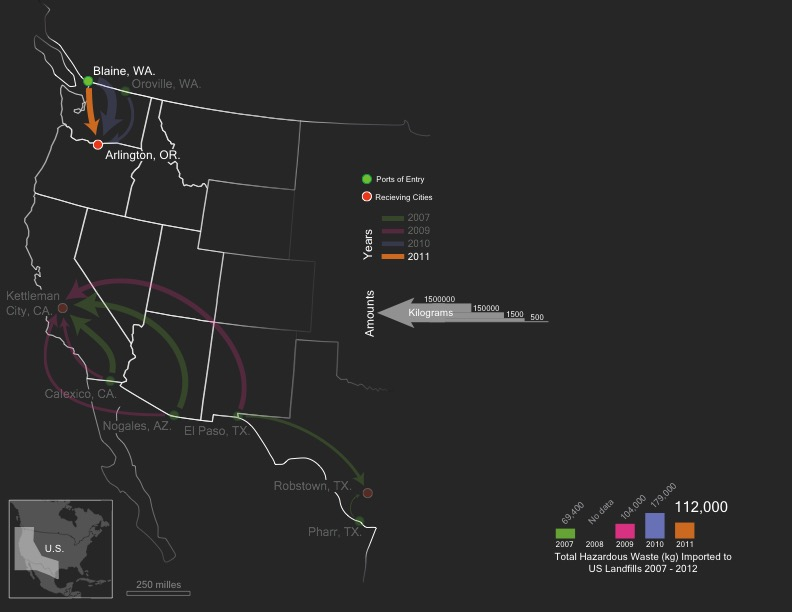 Blaine, WA.
Oroville, WA.
Arlington, OR.
Ports of Entry
Recieving Cities
Years
2007
2009
2010
2011
Kettleman
City, CA.
Amounts
1500000
150000
1500
500
Kilograms
Calexico, CA.
Nogales, AZ.
El Paso, TX.
Robstown, TX.
Pharr, TX.
U.S.
250 milles
69,400
No data
104,000
179,000
112,000
2007
2008
2009
2010
2011
Total Hazardous Waste (kg) Imported to
US Landfills 2007 - 2012